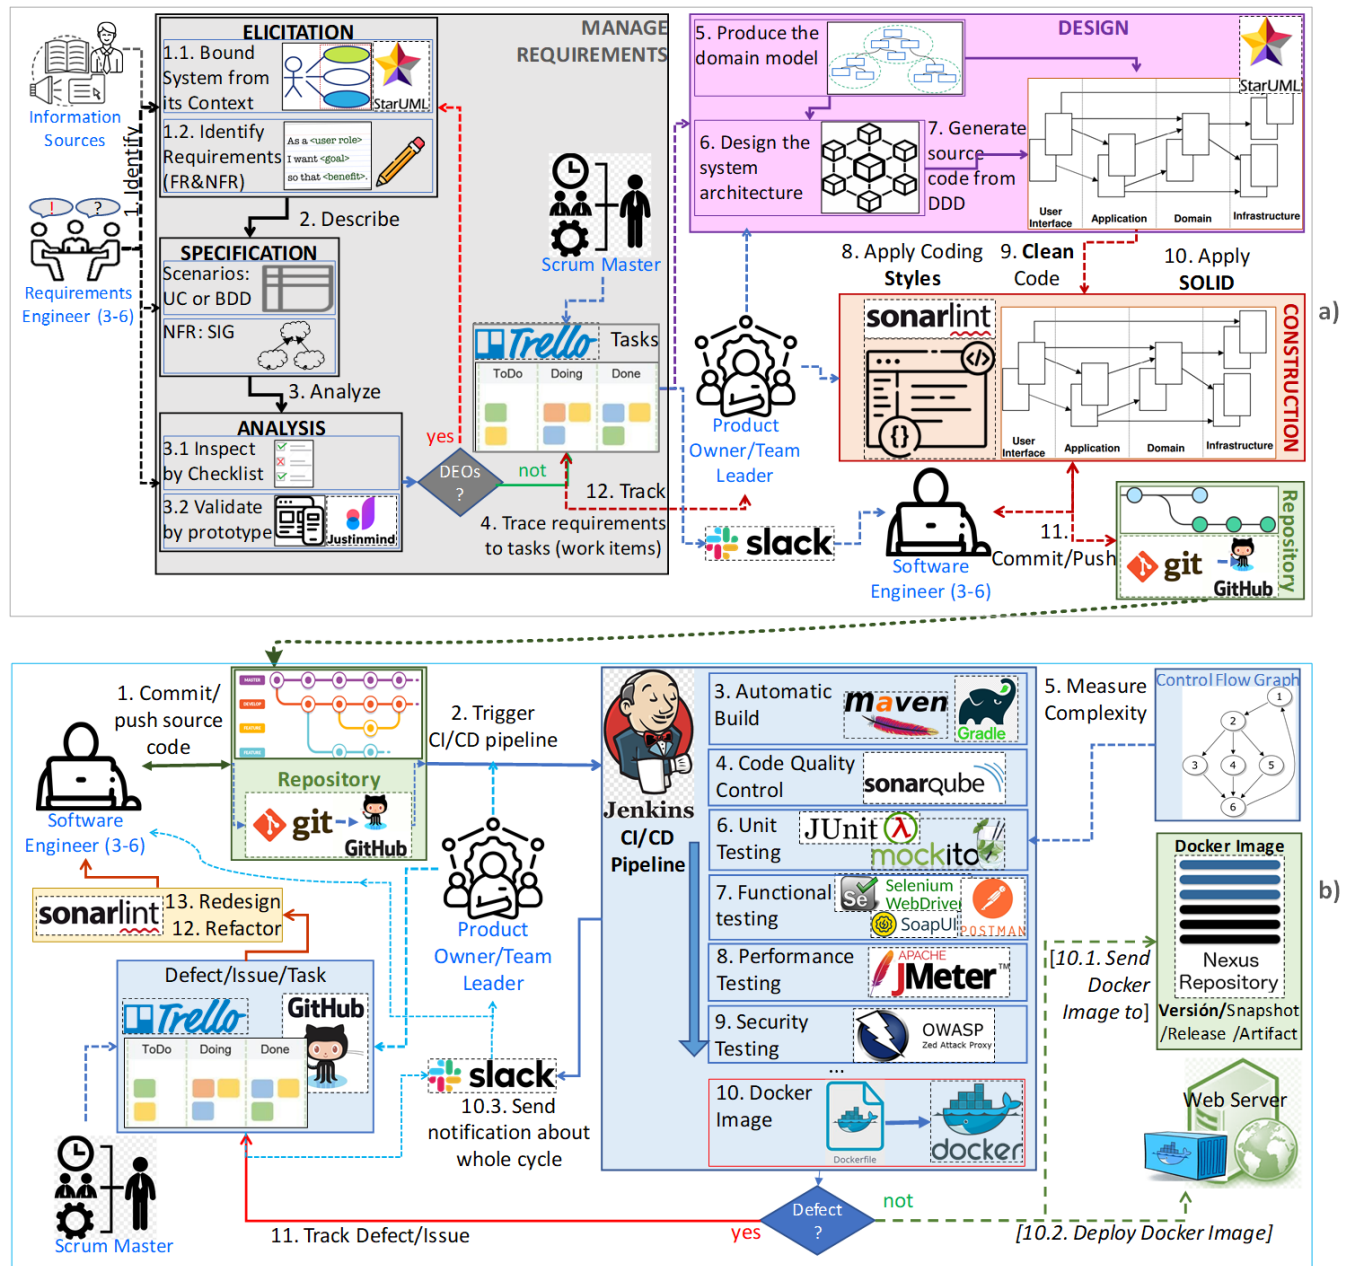 Information
Sources
1. Identify
Requirements
Engineer (3-6)
!
?
ELICITATION
1.1. Bound
System from
its Context
StarUML
1.2. Identify
Requirements
(FR&NFR)
As a <user role>
I want <goal>
so that <benefit>.
2. Describe
SPECIFICATION
Scenarios:
UC or BDD
NFR: SIG
3. Analyze
ANALYSIS
3.1 Inspect
by Checklist
3.2 Validate
by prototype
Justinmind
MANAGE
REQUIREMENTS
Scrum Master
Trello
Tasks
ToDo
Doing
Done
yes
DEOs
?
not
12. Track
4. Trace requirements
to tasks (work items)
DESIGN
5. Produce the
domain model
StarUML
6. Design the
system
architecture
7. Generate
source
code from
DDD
User
Interface
Application
Domain
Infrastructure
8. Apply Coding
Styles
9. Clean
Code
10. Apply
SOLID
sonarlint
</>
{}
User
Interface
Application
Domain
Infrastructure
CONSTRUCTION
a)
Product
Owner/Team
Leader
slack
Software
Engineer (3-6)
11.
Commit/Push
Repository
git
GitHub
1. Commit/
push source
code
MASTER
DEVELOP
FEATURE
FEATURE
Repository
git
GitHub
2. Trigger
CI/CD pipeline
Software
Engineer (3-6)
sonarlint
13. Redesign
12. Refactor
Product
Owner/Team
Leader
Defect/Issue/Task
Trello
GitHub
ToDo
Doing
Done
slack
10.3. Send
notification about
whole cycle
Scrum Master
11. Track Defect/Issue
Jenkins
CI/CD
Pipeline
3. Automatic
Build
maven
Gradle
4. Code Quality
Control
sonarqube
6. Unit
Testing
JUnit
λ
mockito
7. Functional
testing
Se
Selenium
WebDriver
SoapUI
POSTMAN
8. Performance
Testing
APACHE
JMeter™
9. Security
Testing
OWASP
Zed Attack Proxy
...
10. Docker
Image
Dockerfile
docker
Defect
?
yes
not
5. Measure
Complexity
Control Flow Graph
1
2
3
4
5
6
Docker Image
Nexus
Repository
Versión/Snapshot
/Release /Artifact
[10.1. Send
Docker
Image to]
Web Server
[10.2. Deploy Docker Image]
b)